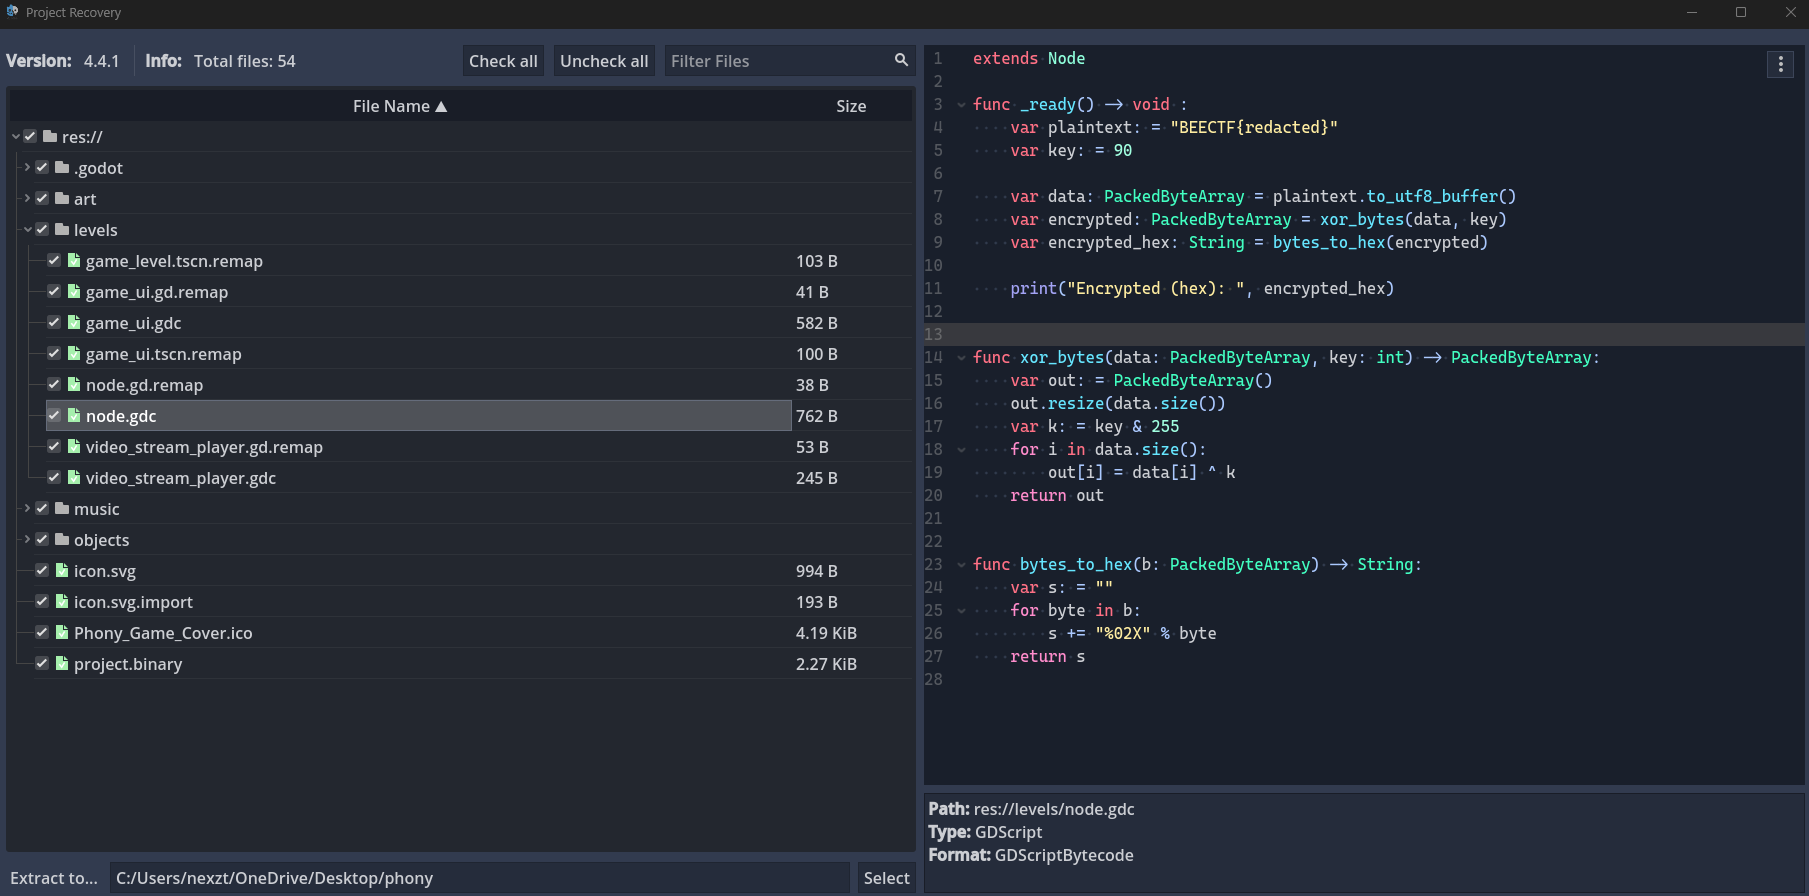 Project Recovery
Version: 4.4.1 Info: Total files: 54 Check all Uncheck all Filter Files
File Name Size
res://
.godot
art
levels
game_level.tscn.remap 103 B
game_ui.gd.remap 41 B
game_ui.gdc 582 B
game_ui.tscn.remap 100 B
node.gd.remap 38 B
node.gdc 762 B
video_stream_player.gd.remap 53 B
video_stream_player.gdc 245 B
music
objects
icon.svg 994 B
icon.svg.import 193 B
Phony_Game_Cover.ico 4.19 KiB
project.binary 2.27 KiB
Extract to... C:/Users/nexzt/OneDrive/Desktop/phony Select
1 extends Node
2
3 func _ready() -> void :
4 var plaintext: = "BEECTF{redacted}"
5 var key: = 90
6
7 var data: PackedByteArray = plaintext.to_utf8_buffer()
8 var encrypted: PackedByteArray = xor_bytes(data, key)
9 var encrypted_hex: String = bytes_to_hex(encrypted)
10
11 print("Encrypted (hex): ", encrypted_hex)
12
13
14 func xor_bytes(data: PackedByteArray, key: int) -> PackedByteArray:
15 var out: = PackedByteArray()
16 out.resize(data.size())
17 var k: = key & 255
18 for i in data.size():
19 out[i] = data[i] ^ k
20 return out
21
22
23 func bytes_to_hex(b: PackedByteArray) -> String:
24 var s: = ""
25 for byte in b:
26 s += "%02X" % byte
27 return s
28
Path: res://levels/node.gdc
Type: GDScript
Format: GDScriptBytecode